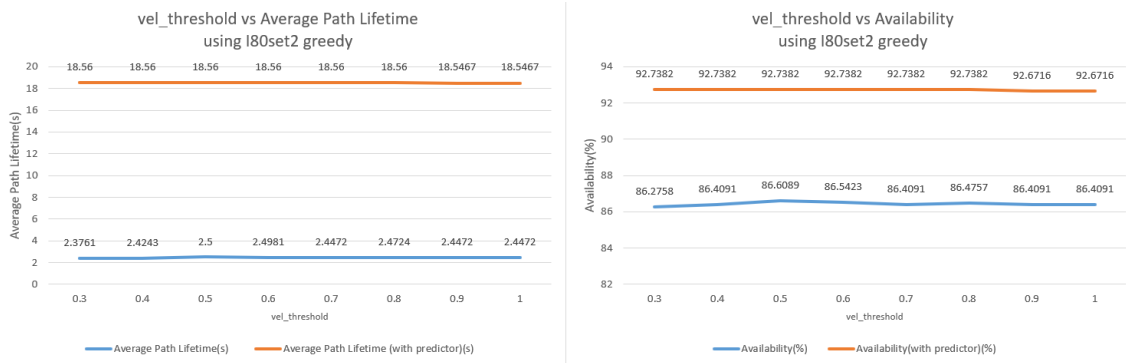 vel_threshold vs Average Path Lifetime
using I80set2 greedy
18.56 18.56 18.56 18.56 18.56 18.56 18.5467 18.5467
20
18
16
14
12
10
8
6
4
2
0
Average Path Lifetime(s)
2.3761 2.4243 2.5 2.4981 2.4472 2.4724 2.4472 2.4472
0.3 0.4 0.5 0.6 0.7 0.8 0.9 1
vel_threshold
Average Path Lifetime(s) Average Path Lifetime (with predictor)(s)
vel_threshold vs Availability
using I80set2 greedy
92.7382 92.7382 92.7382 92.7382 92.7382 92.7382 92.6716 92.6716
94
92
90
88
86
84
82
Availability(%)
86.2758 86.4091 86.6089 86.5423 86.4091 86.4757 86.4091 86.4091
0.3 0.4 0.5 0.6 0.7 0.8 0.9 1
vel_threshold
Availability(%) Availability(with predictor)(%)